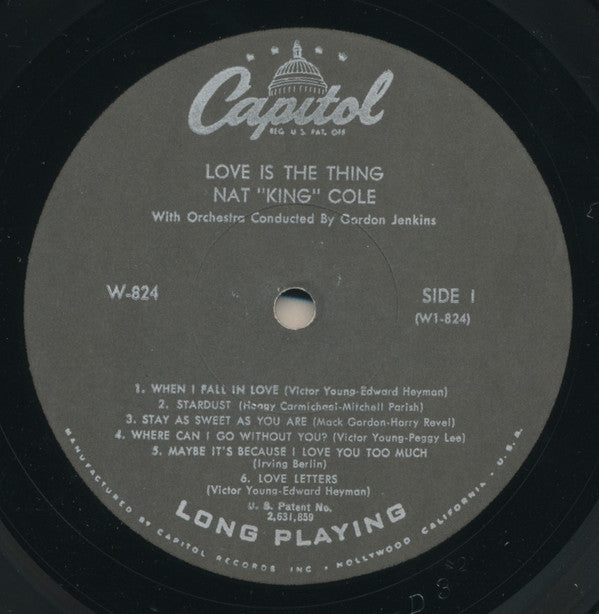 Capitol
REG. U.S. PAT. OFF.
LOVE IS THE THING
NAT "KING" COLE
With Orchestra Conducted By Gordon Jenkins
W-824
SIDE 1
(W1-824)
1. WHEN I FALL IN LOVE (Victor Young-Edward Heyman)
2. STARDUST (Hoagy Carmichael-Mitchell Parish)
3. STAY AS SWEET AS YOU ARE (Mack Gordon-Harry Revel)
4. WHERE CAN I GO WITHOUT YOU? (Victor Young-Peggy Lee)
5. MAYBE IT'S BECAUSE I LOVE YOU TOO MUCH
(Irving Berlin)
6. LOVE LETTERS
(Victor Young-Edward Heyman)
U. S. Patent No.
2,631,859
LONG PLAYING
MANUFACTURED BY CAPITOL RECORDS INC • HOLLYWOOD CALIFORNIA • U.S.A.